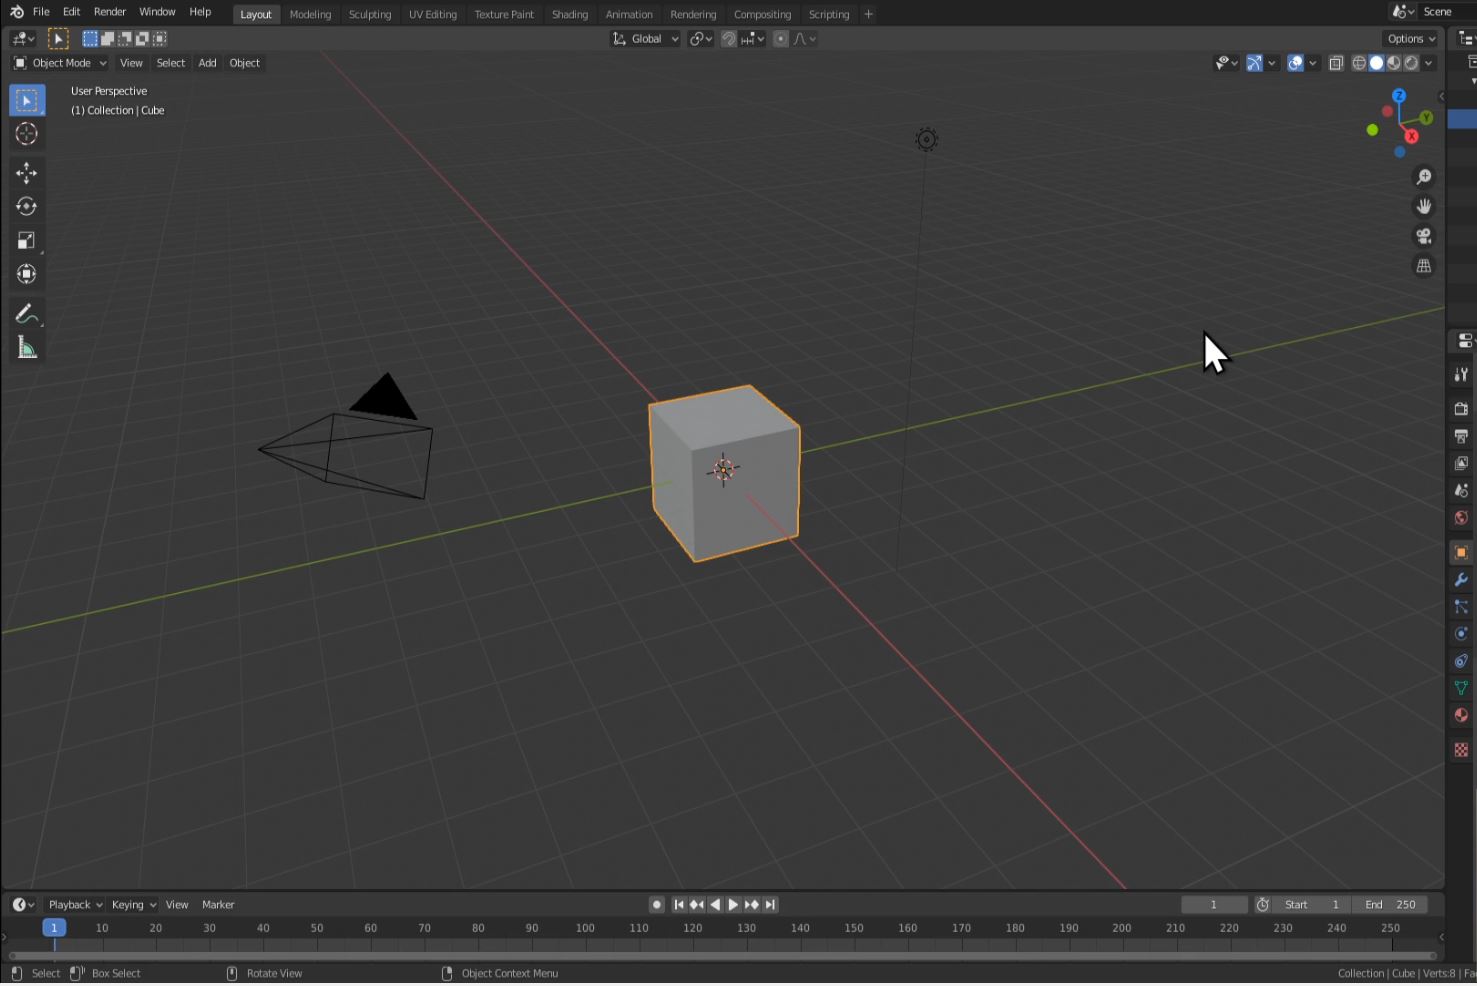 File Edit Render Window Help Layout Modeling Sculpting UV Editing Texture Paint Shading Animation Rendering Compositing Scripting + Scene
Global Options
Object Mode View Select Add Object
User Perspective
(1) Collection | Cube
Z
Y
X
Playback Keying View Marker 1 Start 1 End 250
1 10 20 30 40 50 60 70 80 90 100 110 120 130 140 150 160 170 180 190 200 210 220 230 240 250
Select Box Select Rotate View Object Context Menu Collection | Cube | Verts:8 | Fa